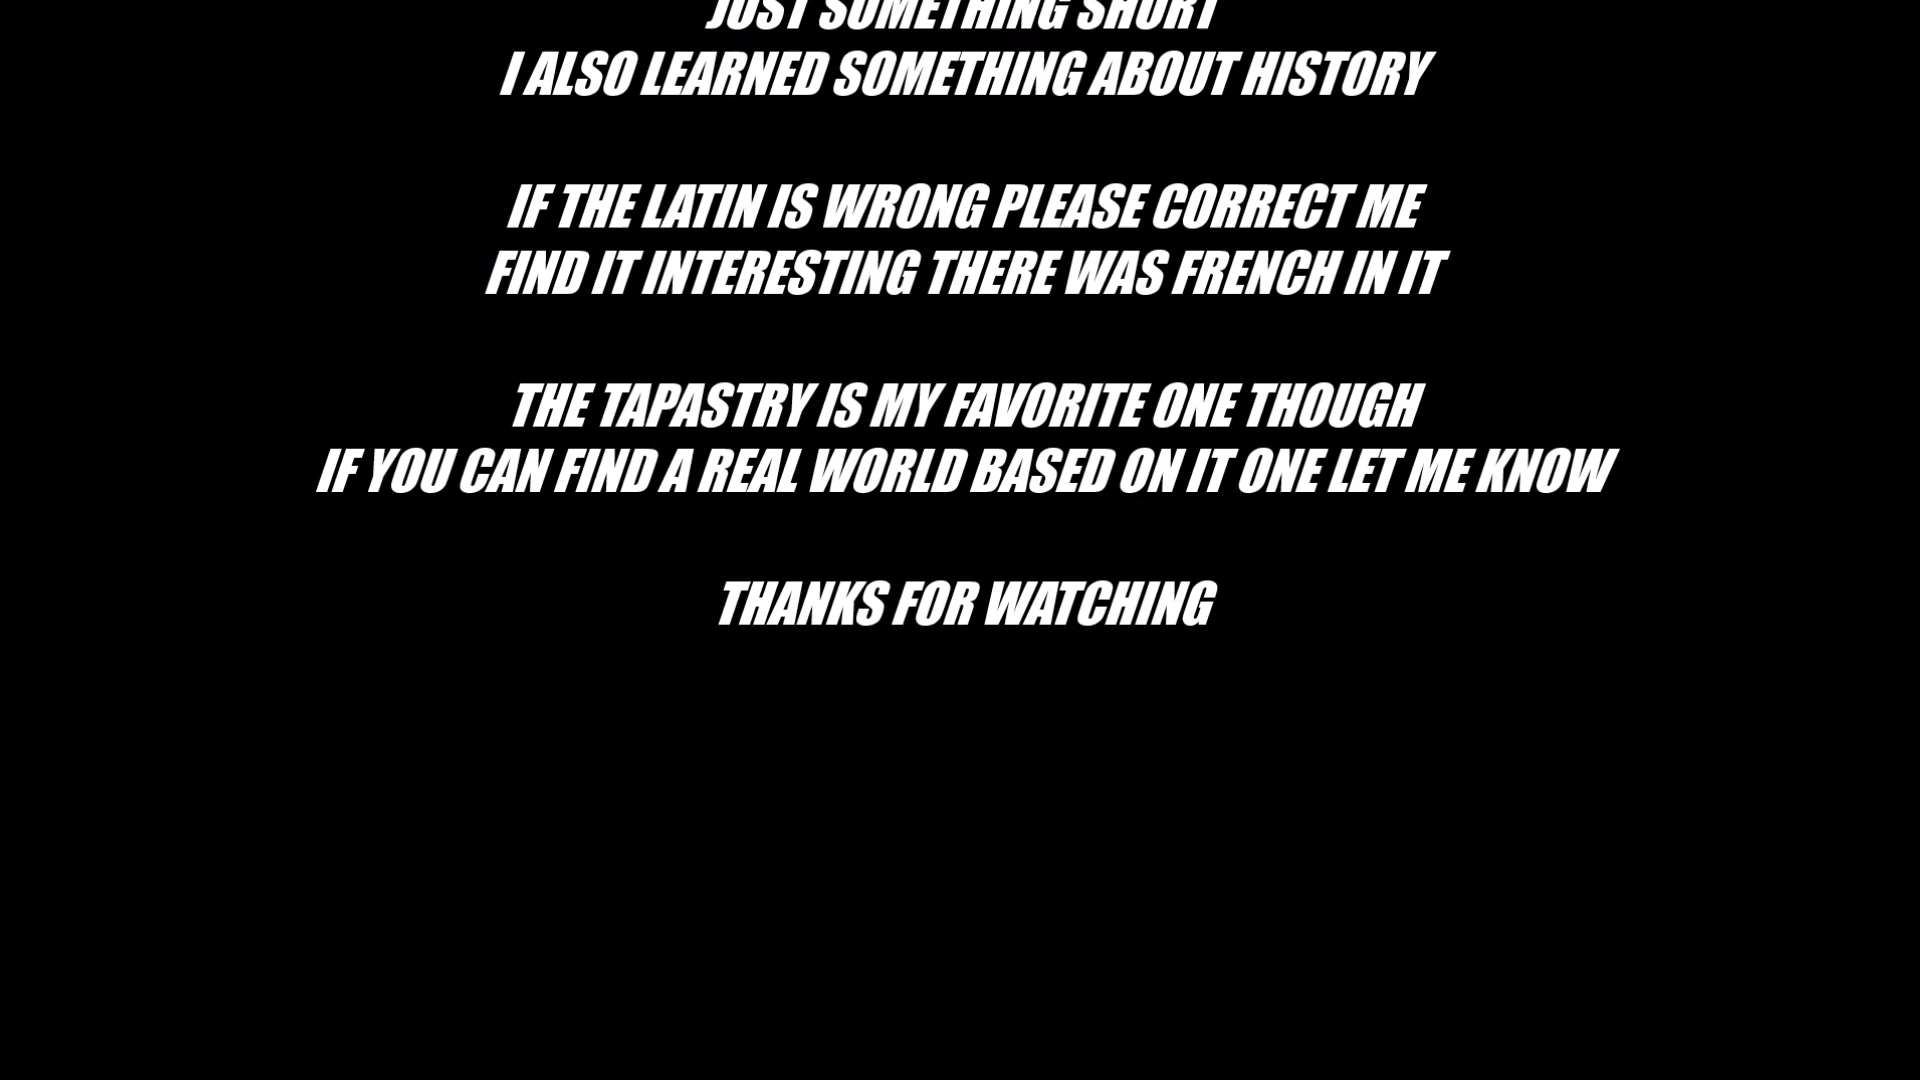 JUST SOMETHING SHORT
I ALSO LEARNED SOMETHING ABOUT HISTORY
IF THE LATIN IS WRONG PLEASE CORRECT ME
FIND IT INTERESTING THERE WAS FRENCH IN IT
THE TAPASTRY IS MY FAVORITE ONE THOUGH
IF YOU CAN FIND A REAL WORLD BASED ON IT ONE LET ME KNOW
THANKS FOR WATCHING